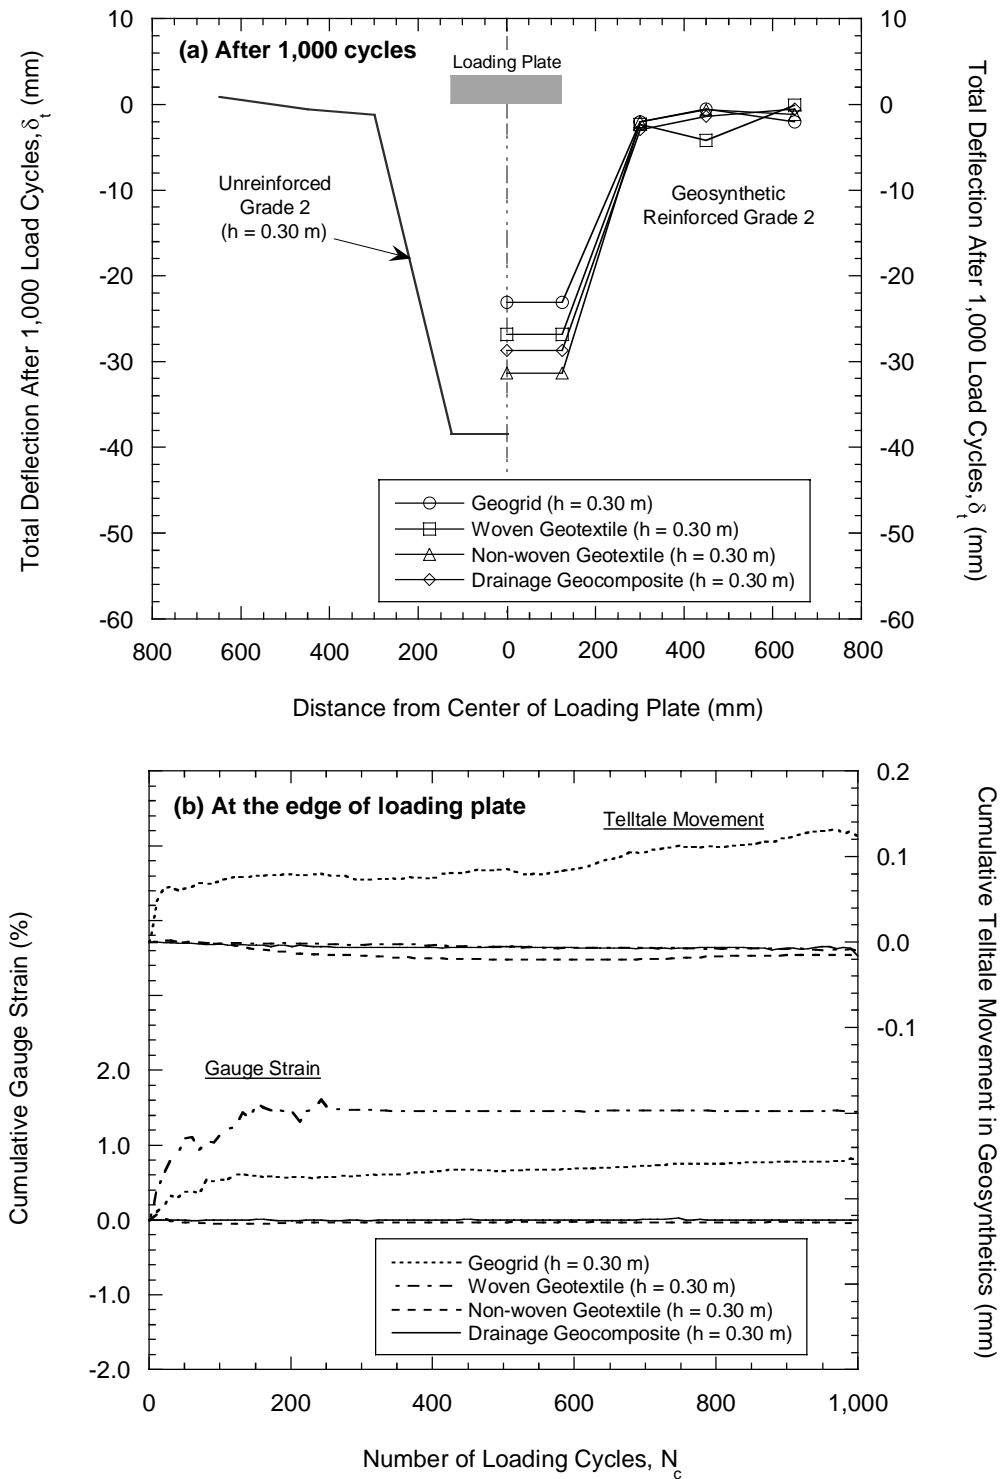 (a) After 1,000 cycles
Loading Plate
Unreinforced
Grade 2
(h = 0.30 m)
Geosynthetic
Reinforced Grade 2
Geogrid (h = 0.30 m)
Woven Geotextile (h = 0.30 m)
Non-woven Geotextile (h = 0.30 m)
Drainage Geocomposite (h = 0.30 m)
Total Deflection After 1,000 Load Cycles, δt (mm)
10
0
-10
-20
-30
-40
-50
-60
Total Deflection After 1,000 Load Cycles, δt (mm)
10
0
-10
-20
-30
-40
-50
-60
800 600 400 200 0 200 400 600 800
Distance from Center of Loading Plate (mm)
(b) At the edge of loading plate
Telltale Movement
Gauge Strain
Geogrid (h = 0.30 m)
Woven Geotextile (h = 0.30 m)
Non-woven Geotextile (h = 0.30 m)
Drainage Geocomposite (h = 0.30 m)
Cumulative Gauge Strain (%)
2.0
1.0
0.0
-1.0
-2.0
Cumulative Telltale Movement in Geosynthetics (mm)
0.2
0.1
0.0
-0.1
0 200 400 600 800 1,000
Number of Loading Cycles, Nc